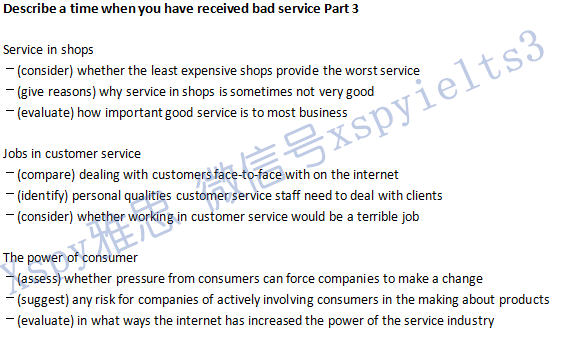 Describe a time when you have received bad service Part 3
Service in shops
－(consider) whether the least expensive shops provide the worst service
－(give reasons) why service in shops is sometimes not very good
－(evaluate) how important good service is to most business
Jobs in customer service
－(compare) dealing with customers face-to-face with on the internet
－(identify) personal qualities customer service staff need to deal with clients
－(consider) whether working in customer service would be a terrible job
The power of consumer
－(assess) whether pressure from consumers can force companies to make a change
－(suggest) any risk for companies of actively involving consumers in the making about products
－(evaluate) in what ways the internet has increased the power of the service industry
xspy雅思 微信号xspyielts3